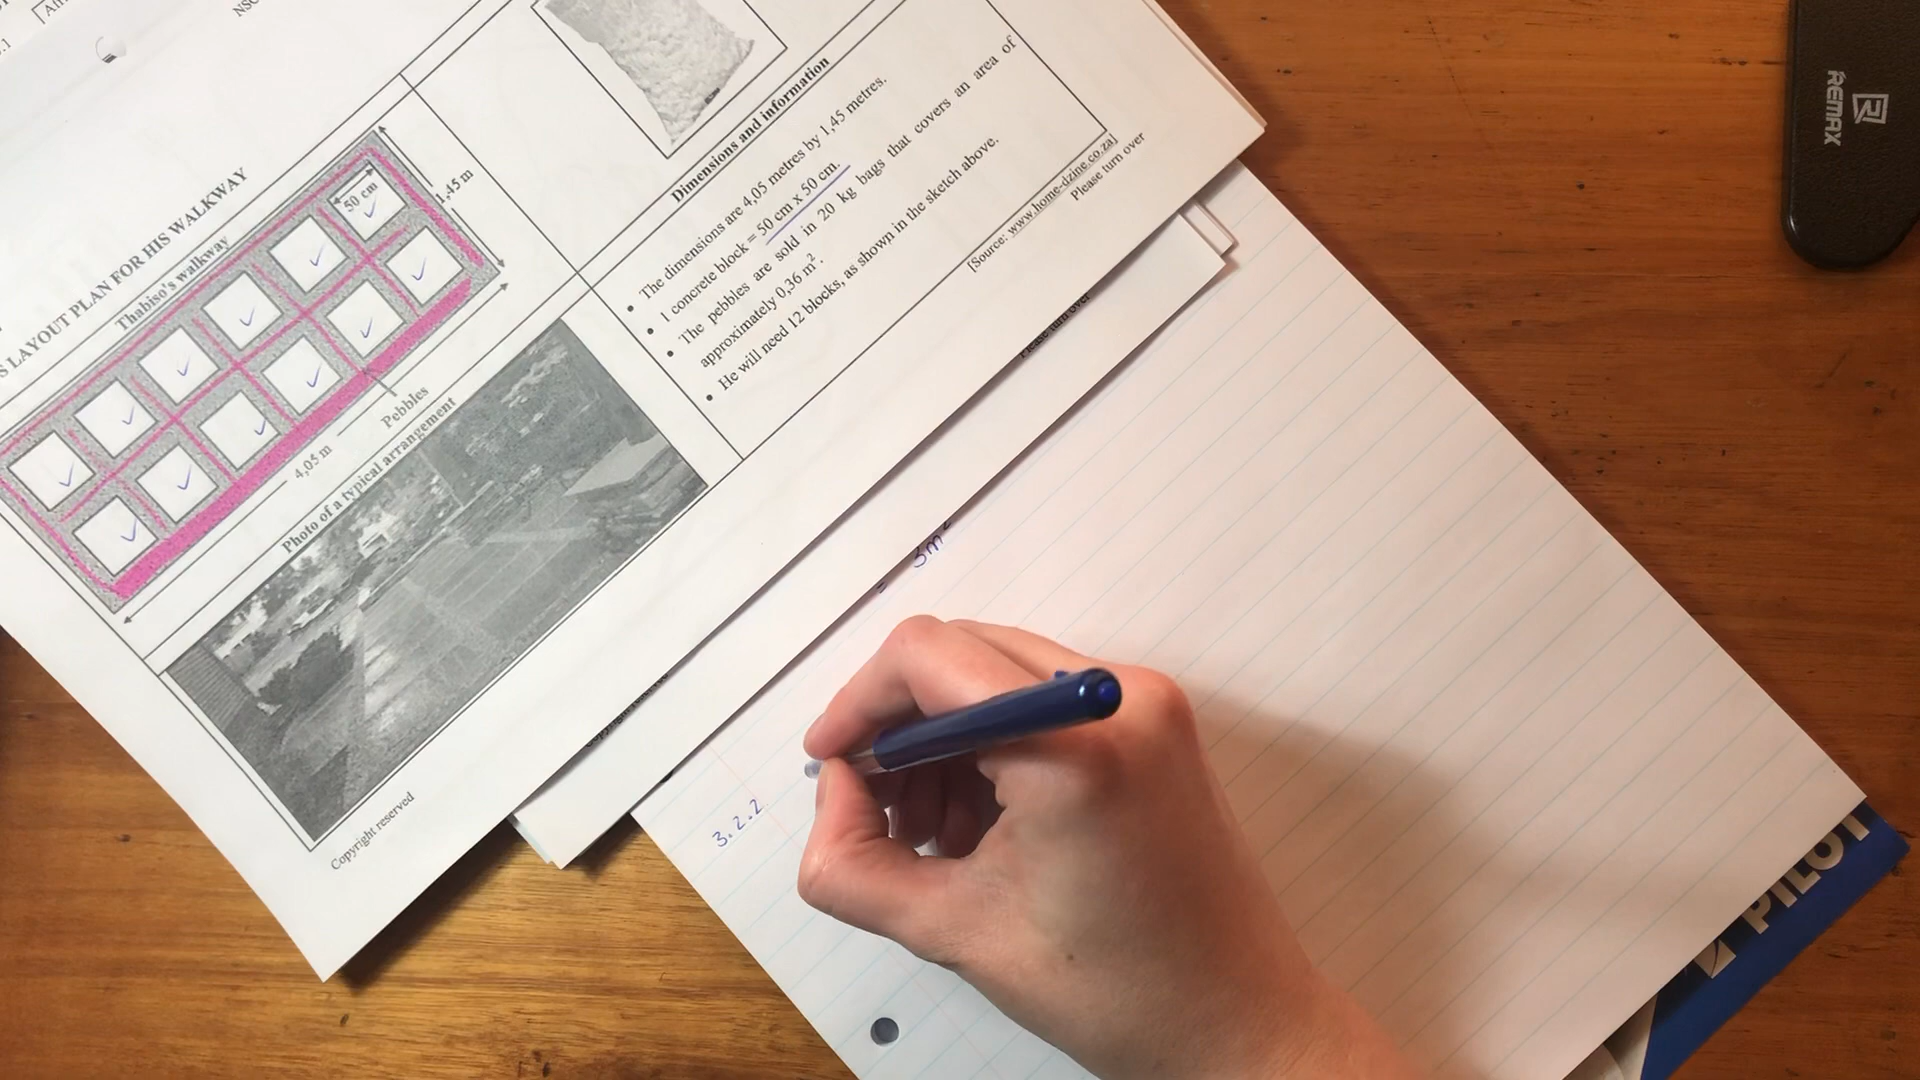 NSC
S LAYOUT PLAN FOR HIS WALKWAY
Thabiso's walkway
50 cm
1,45 m
4,05 m
Pebbles
Photo of a typical arrangement
Dimensions and information
• The dimensions are 4,05 metres by 1,45 metres.
• 1 concrete block = 50 cm x 50 cm.
• The pebbles are sold in 20 kg bags that covers an area of
approximately 0,36 m².
• He will need 12 blocks, as shown in the sketch above.
[Source: www.home-dzine.co.za]
Please turn over
Copyright reserved
Please turn over
= 3m²
3.2.2
REMAX
PILOT